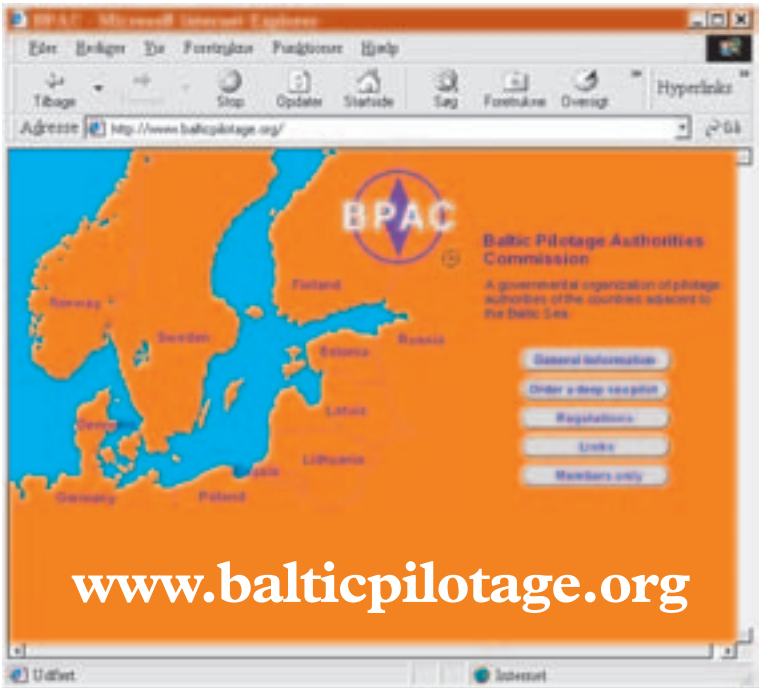 BPAC - Microsoft Internet Explorer
Filer Rediger Vis Foretrukne Funktioner Hjælp
Tilbage Stop Opdater Startside Søg Foretrukne Oversigt Hyperlinks
Adresse http://www.balticpilotage.org/ Gå
BPAC
Baltic Pilotage Authorities
Commission
A governmental organization of pilotage
authorities of the countries adjacent to
the Baltic Sea
Finland
Norway
Sweden
Russia
Estonia
Latvia
Denmark
Lithuania
Russia
Germany
Poland
General Information
Order a deep sea pilot
Regulations
Links
Members only
www.balticpilotage.org
Udført Internet